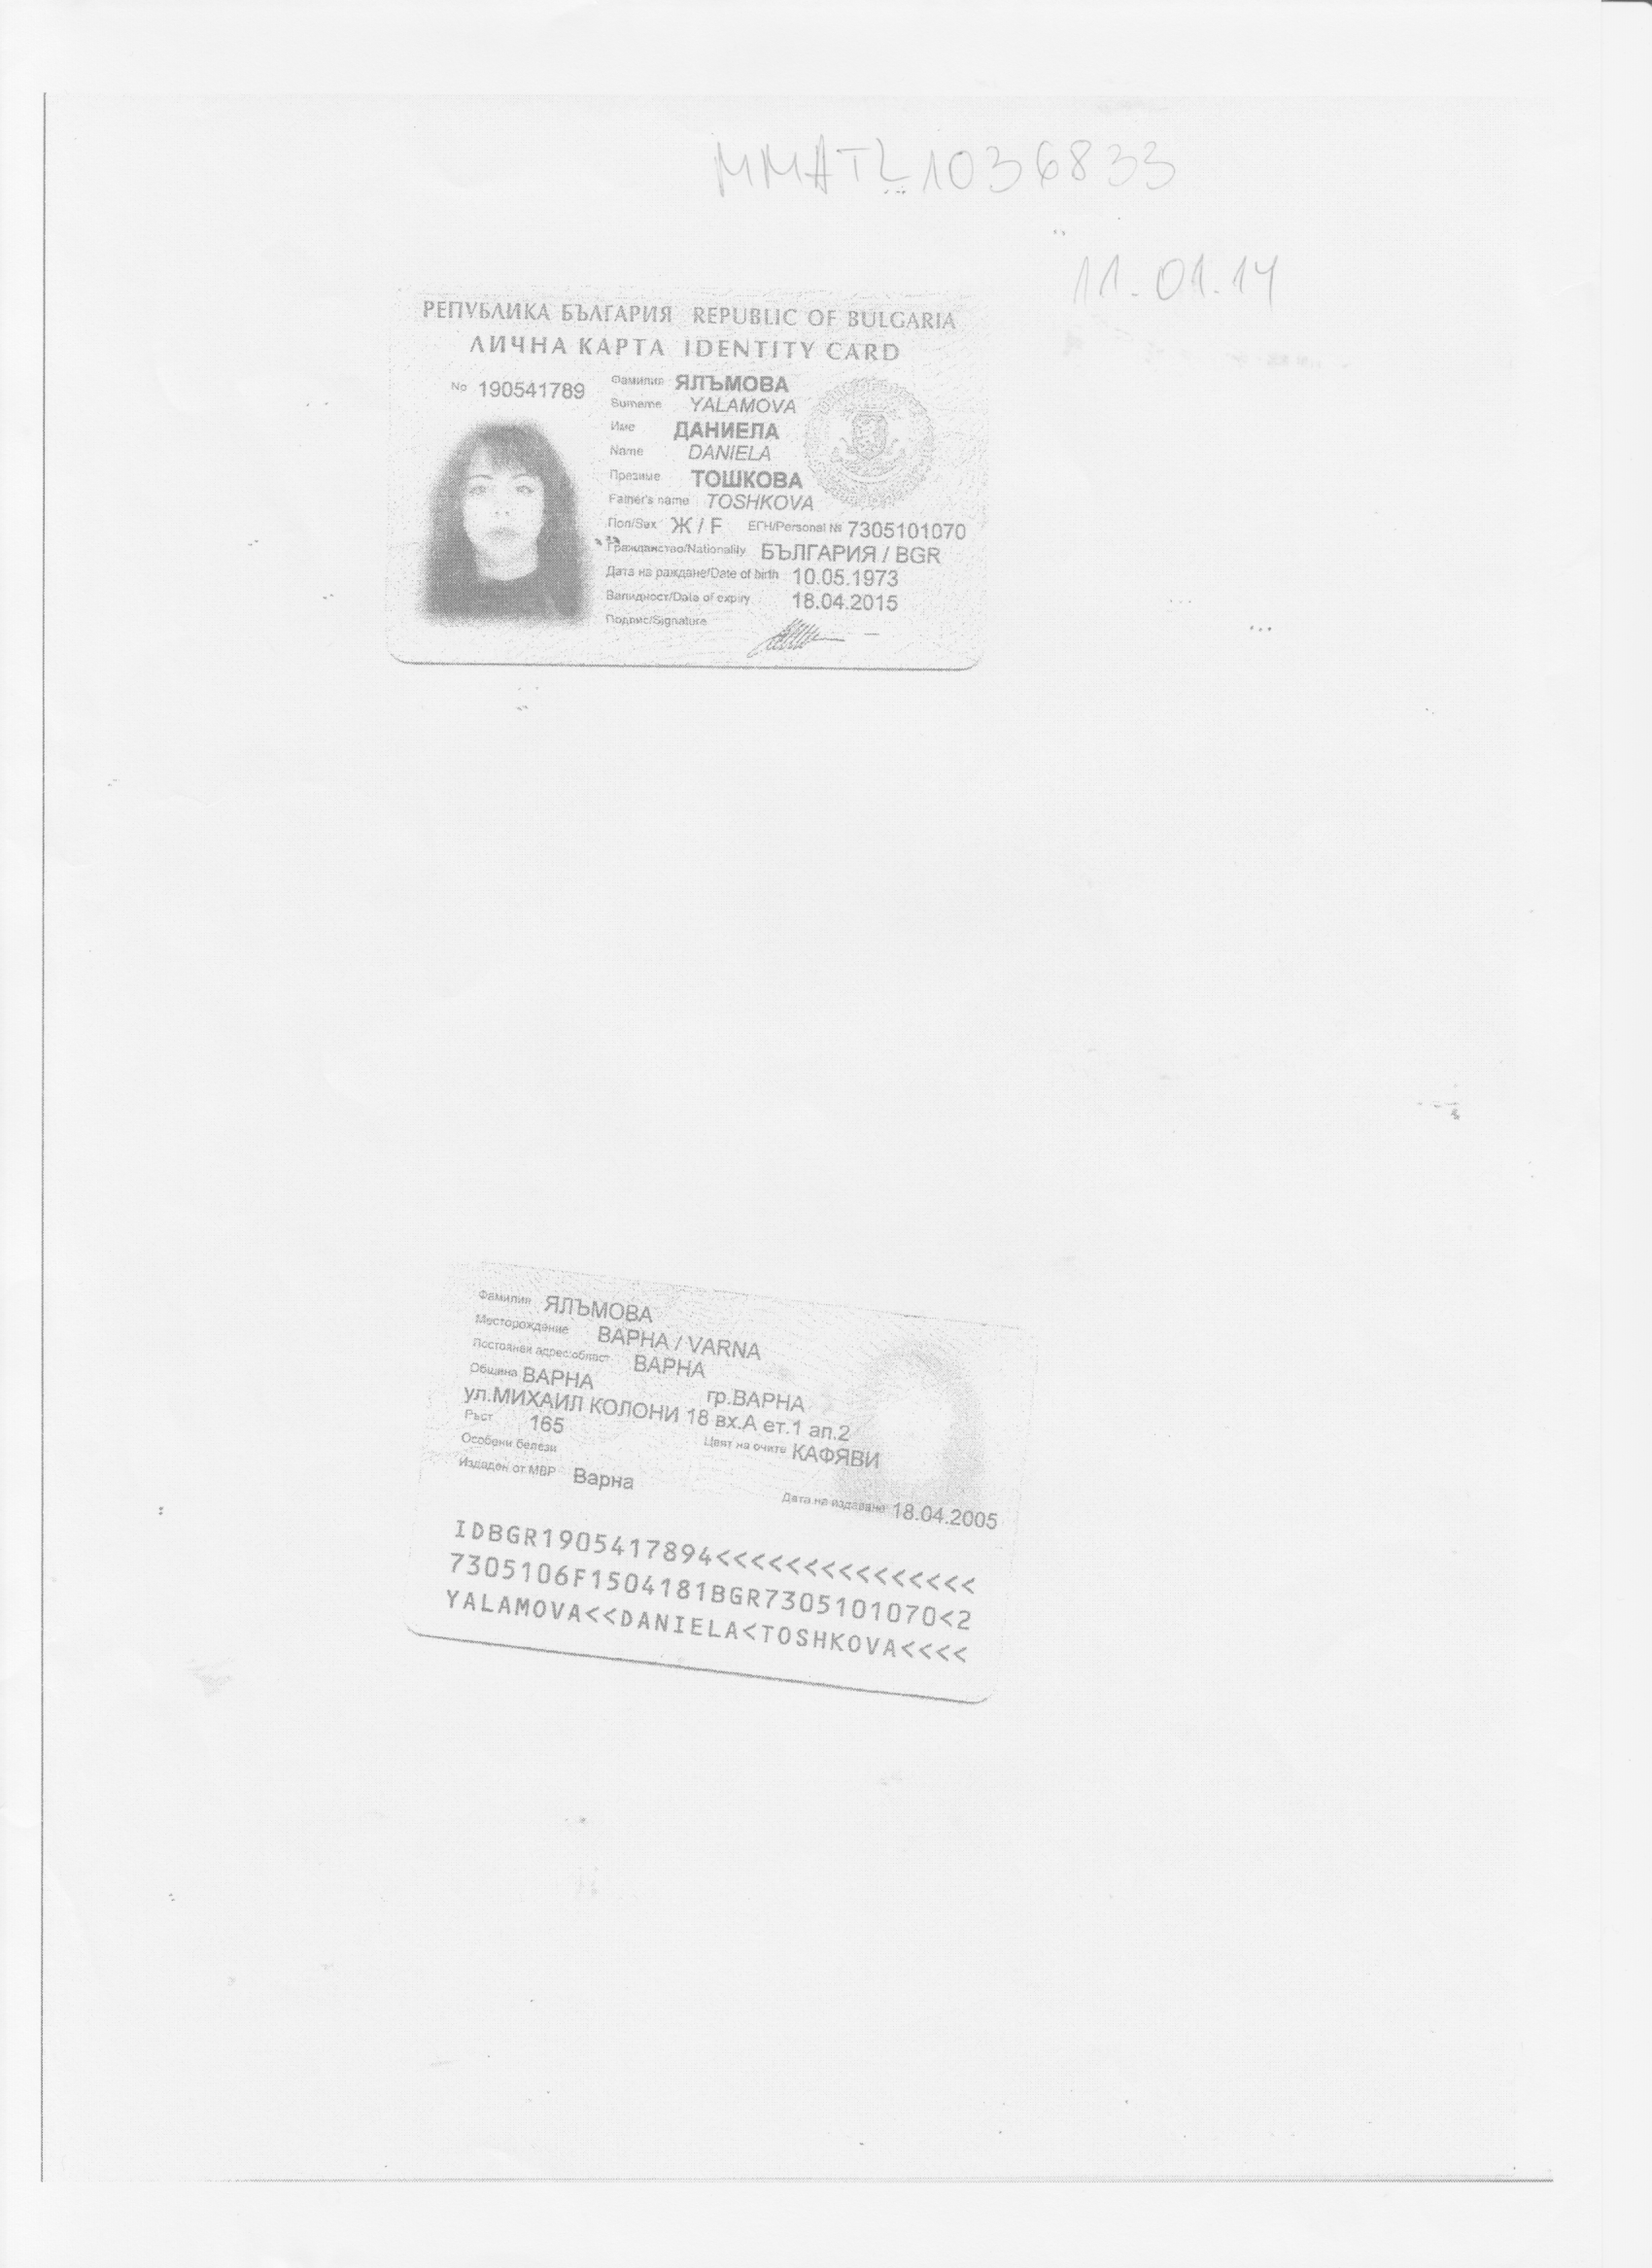 MMATL1036833
11.01.14
РЕПУБЛИКА БЪЛГАРИЯ REPUBLIC OF BULGARIA
ЛИЧНА КАРТА IDENTITY CARD
No 190541789
Фамилия ЯЛЪМОВА
Surname YALAMOVA
Име ДАНИЕЛА
Name DANIELA
Презиме ТОШКОВА
Father's name TOSHKOVA
Пол/Sex Ж / F ЕГН/Personal № 7305101070
Гражданство/Nationality БЪЛГАРИЯ / BGR
Дата на раждане/Date of birth 10.05.1973
Валидност/Date of expiry 18.04.2015
Подпис/Signature
Фамилия ЯЛЪМОВА
Месторождение ВАРНА / VARNA
Постоянен адрес:област ВАРНА
Община ВАРНА гр.ВАРНА
ул.МИХАИЛ КОЛОНИ 18 вх.А ет.1 ап.2
Ръст 165 Цвят на очите КАФЯВИ
Особени белези
Издаден от МВР Варна Дата на издаване 18.04.2005
IDBGR1905417894<<<<<<<<<<<<<<<
7305106F1504181BGR7305101070<2
YALAMOVA<<DANIELA<TOSHKOVA<<<<